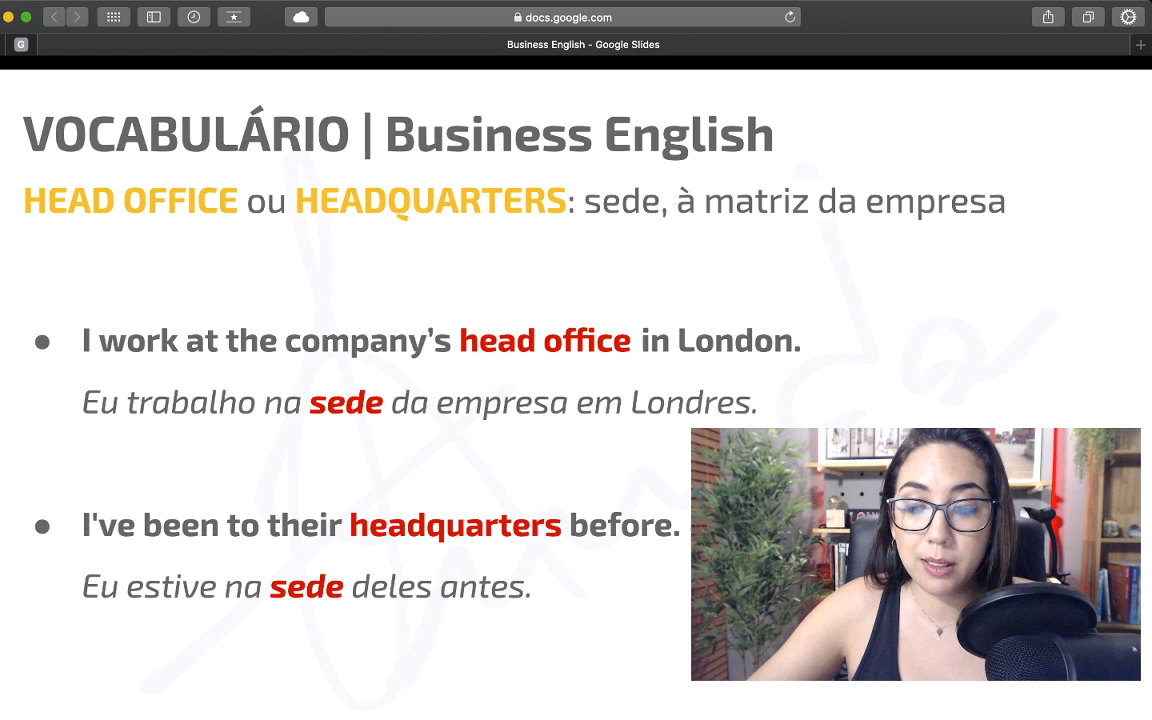 docs.google.com
G
Business English - Google Slides
VOCABULÁRIO | Business English
HEAD OFFICE ou HEADQUARTERS: sede, à matriz da empresa
● I work at the company’s head office in London.
Eu trabalho na sede da empresa em Londres.
● I've been to their headquarters before.
Eu estive na sede deles antes.